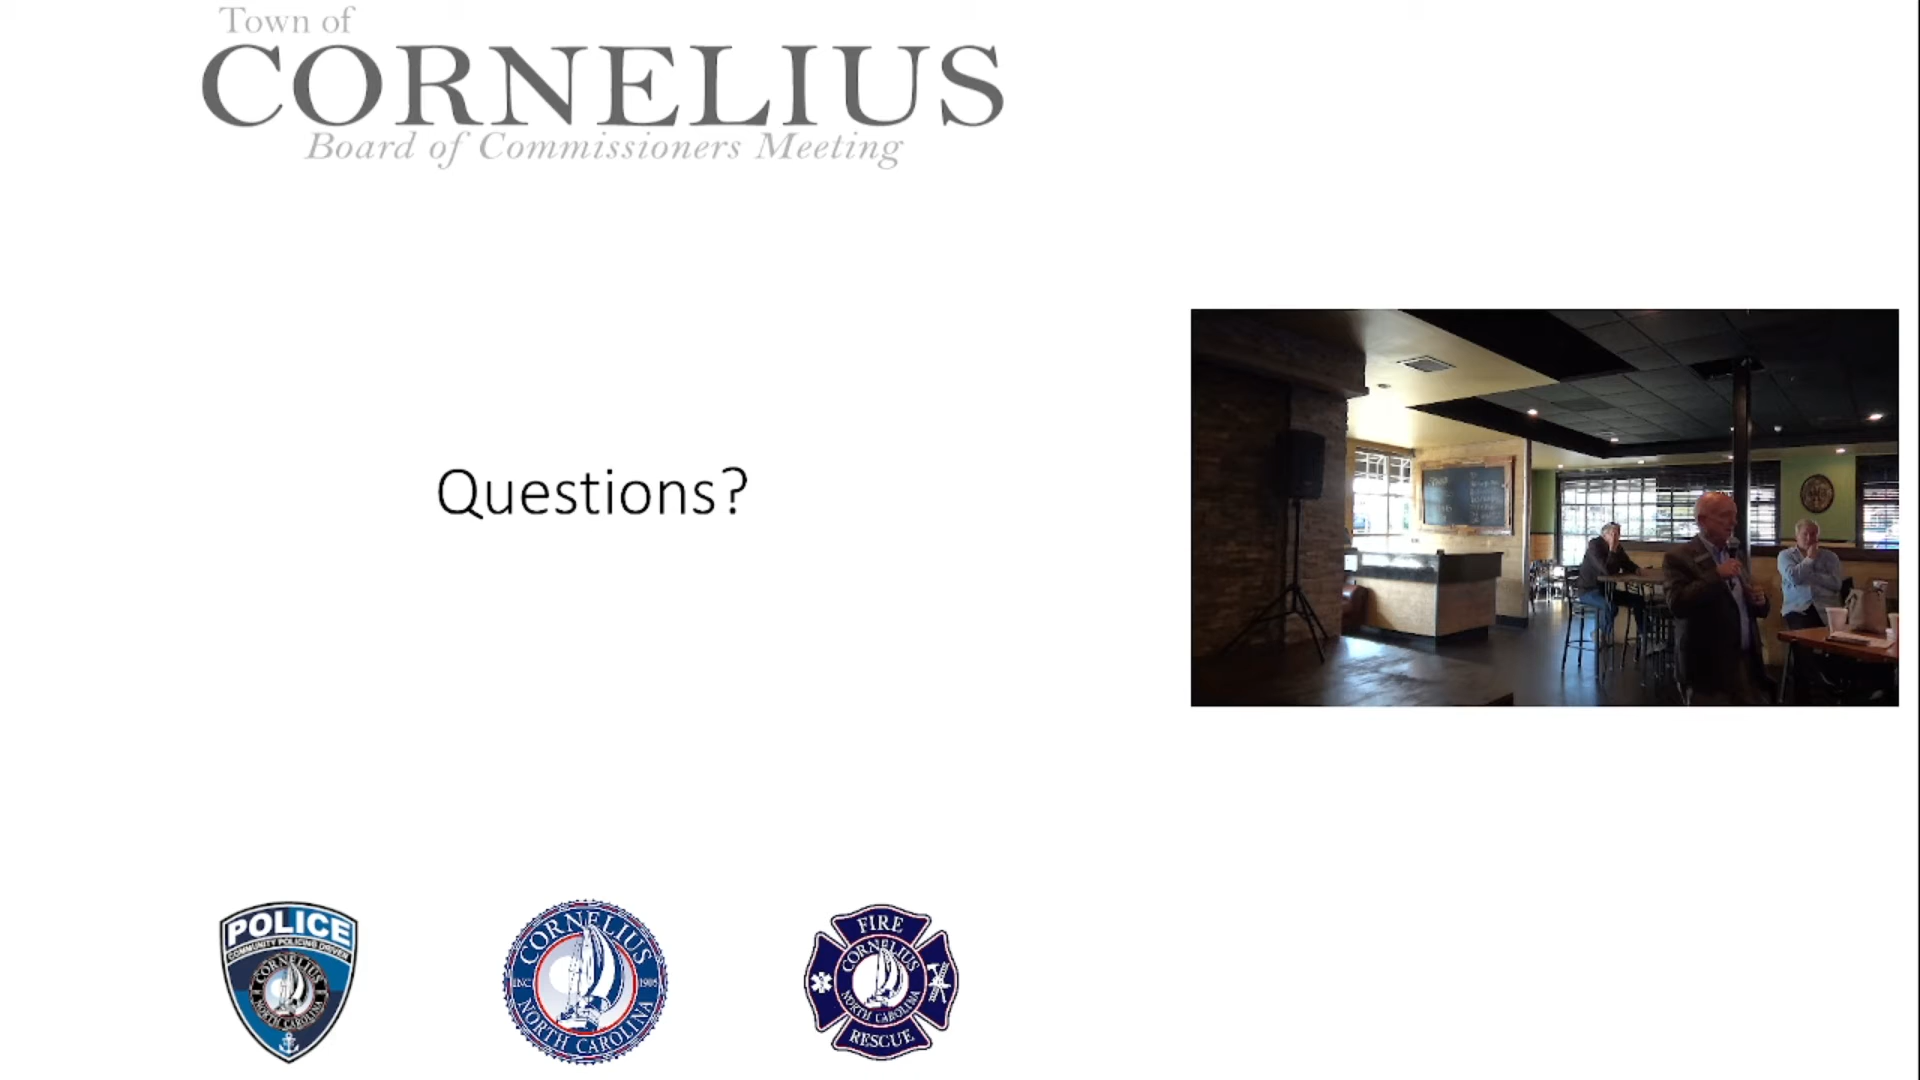 Town of
CORNELIUS
Board of Commissioners Meeting
Questions?
POLICE
COMMUNITY POLICING DRIVEN
CORNELIUS
NORTH CAROLINA
CORNELIUS
INC 1905
NORTH CAROLINA
FIRE
CORNELIUS
NORTH CAROLINA
RESCUE